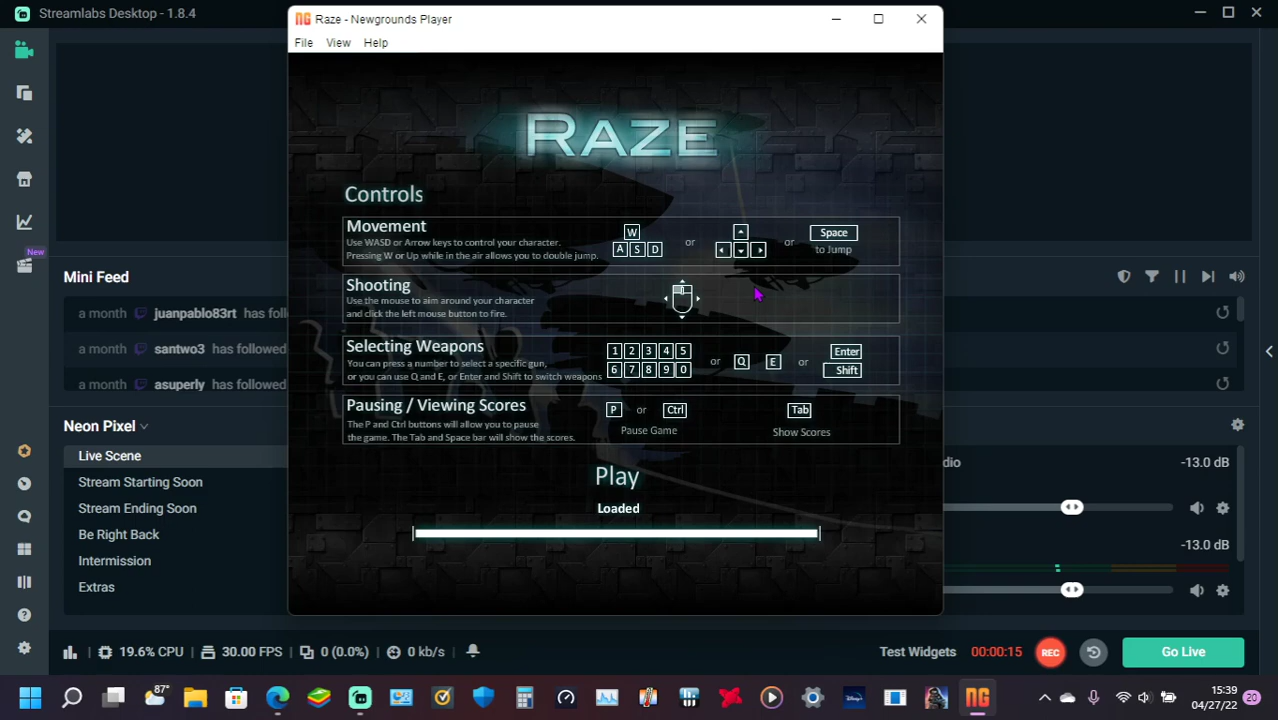 Streamlabs Desktop - 1.8.4
Raze - Newgrounds Player
File View Help
RAZE
Controls
Movement
Use WASD or Arrow keys to control your character.
Pressing W or Up while in the air allows you to double jump.
W
A S D
or
or
Space
to Jump
Shooting
Use the mouse to aim around your character
and click the left mouse button to fire.
Selecting Weapons
You can press a number to select a specific gun,
or you can use Q and E, or Enter and Shift to switch weapons
1 2 3 4 5
6 7 8 9 0
or
Q
E
or
Enter
Shift
Pausing / Viewing Scores
The P and Ctrl buttons will allow you to pause
the game. The Tab and Space bar will show the scores.
P or Ctrl
Pause Game
Tab
Show Scores
Play
Loaded
New
Mini Feed
a month juanpablo83rt has fol
a month santwo3 has followed
a month asuperly has followed
Neon Pixel
Live Scene
Stream Starting Soon
Stream Ending Soon
Be Right Back
Intermission
Extras
dio
-13.0 dB
-13.0 dB
19.6% CPU
30.00 FPS
0 (0.0%)
0 kb/s
Test Widgets
00:00:15
REC
Go Live
87°
NG
15:39
04/27/22
20